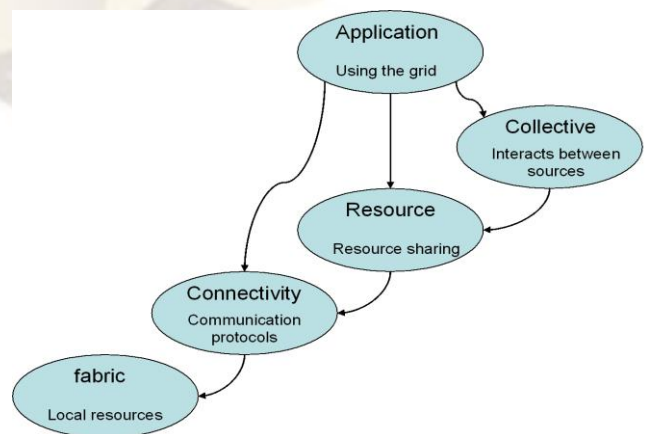 Application
Using the grid
Collective
Interacts between
sources
Resource
Resource sharing
Connectivity
Communication
protocols
fabric
Local resources